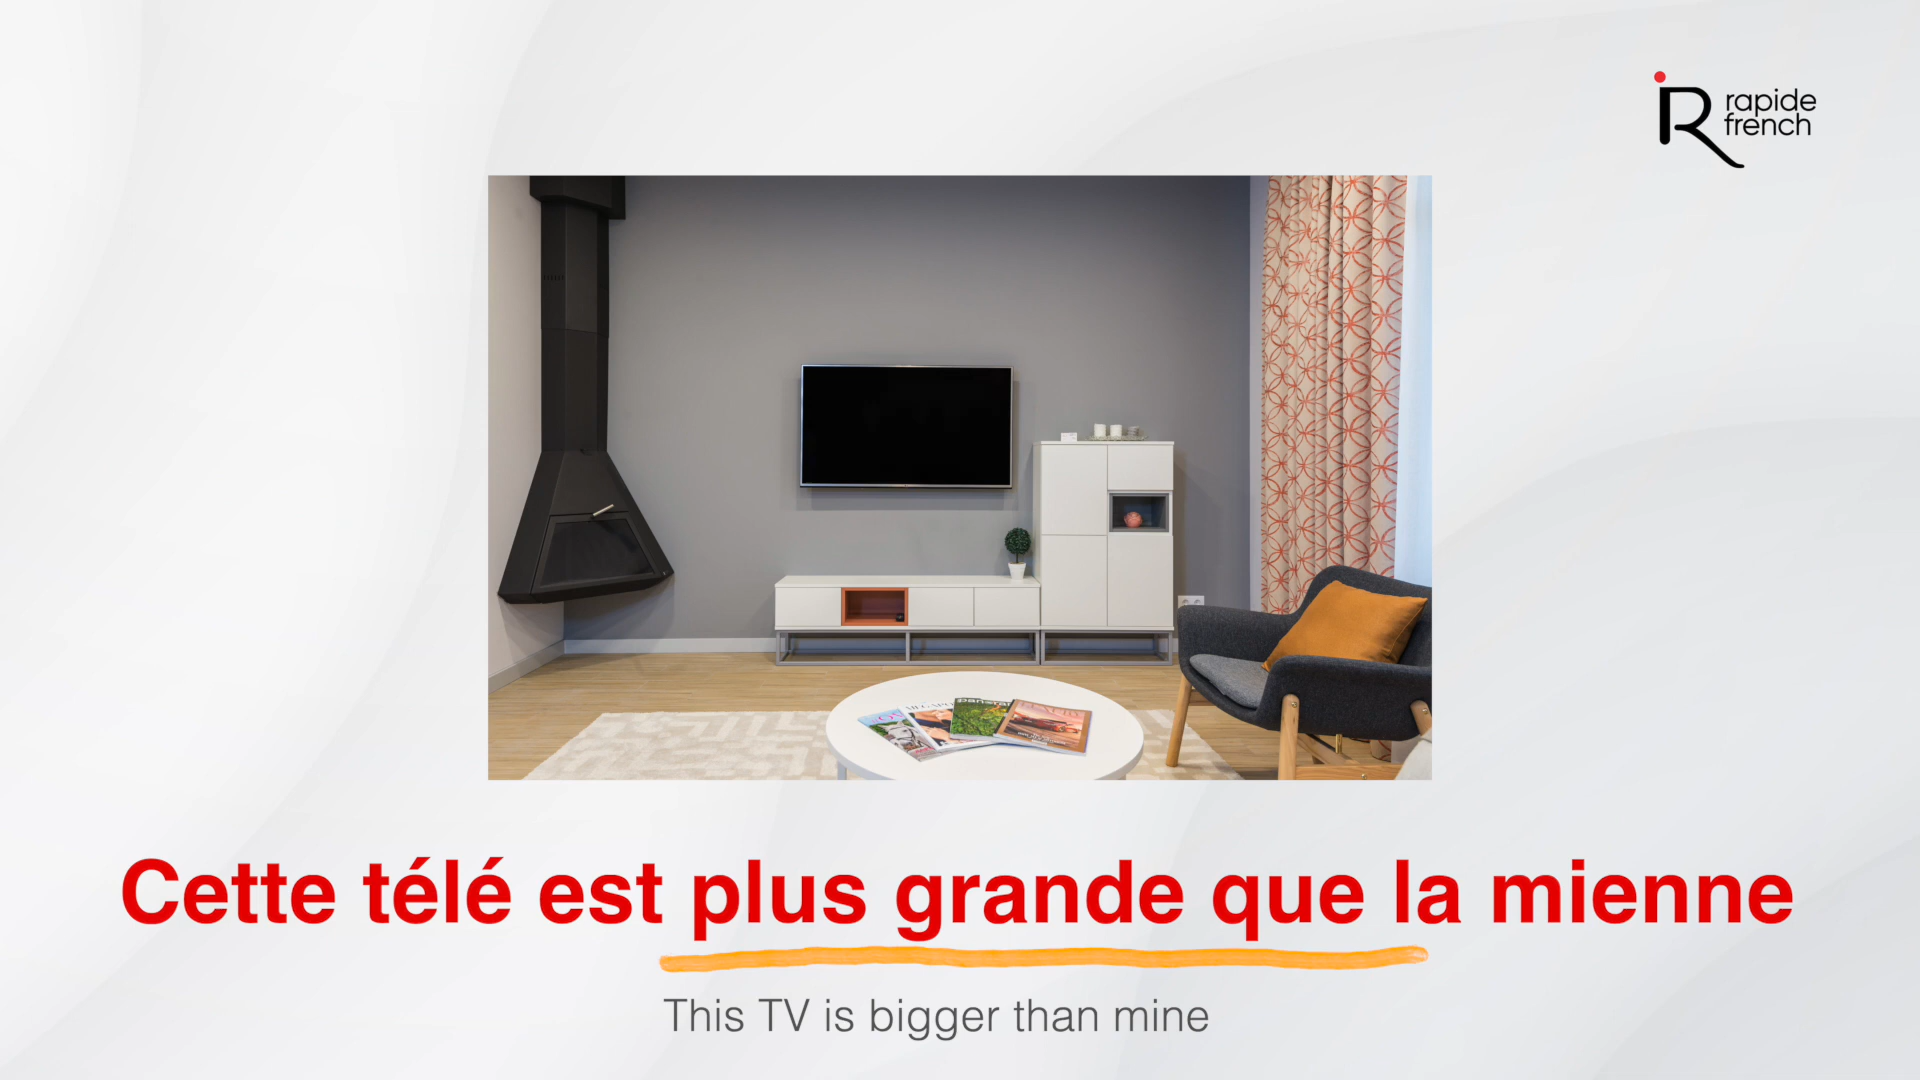 rapide
french
Cette télé est plus grande que la mienne
This TV is bigger than mine